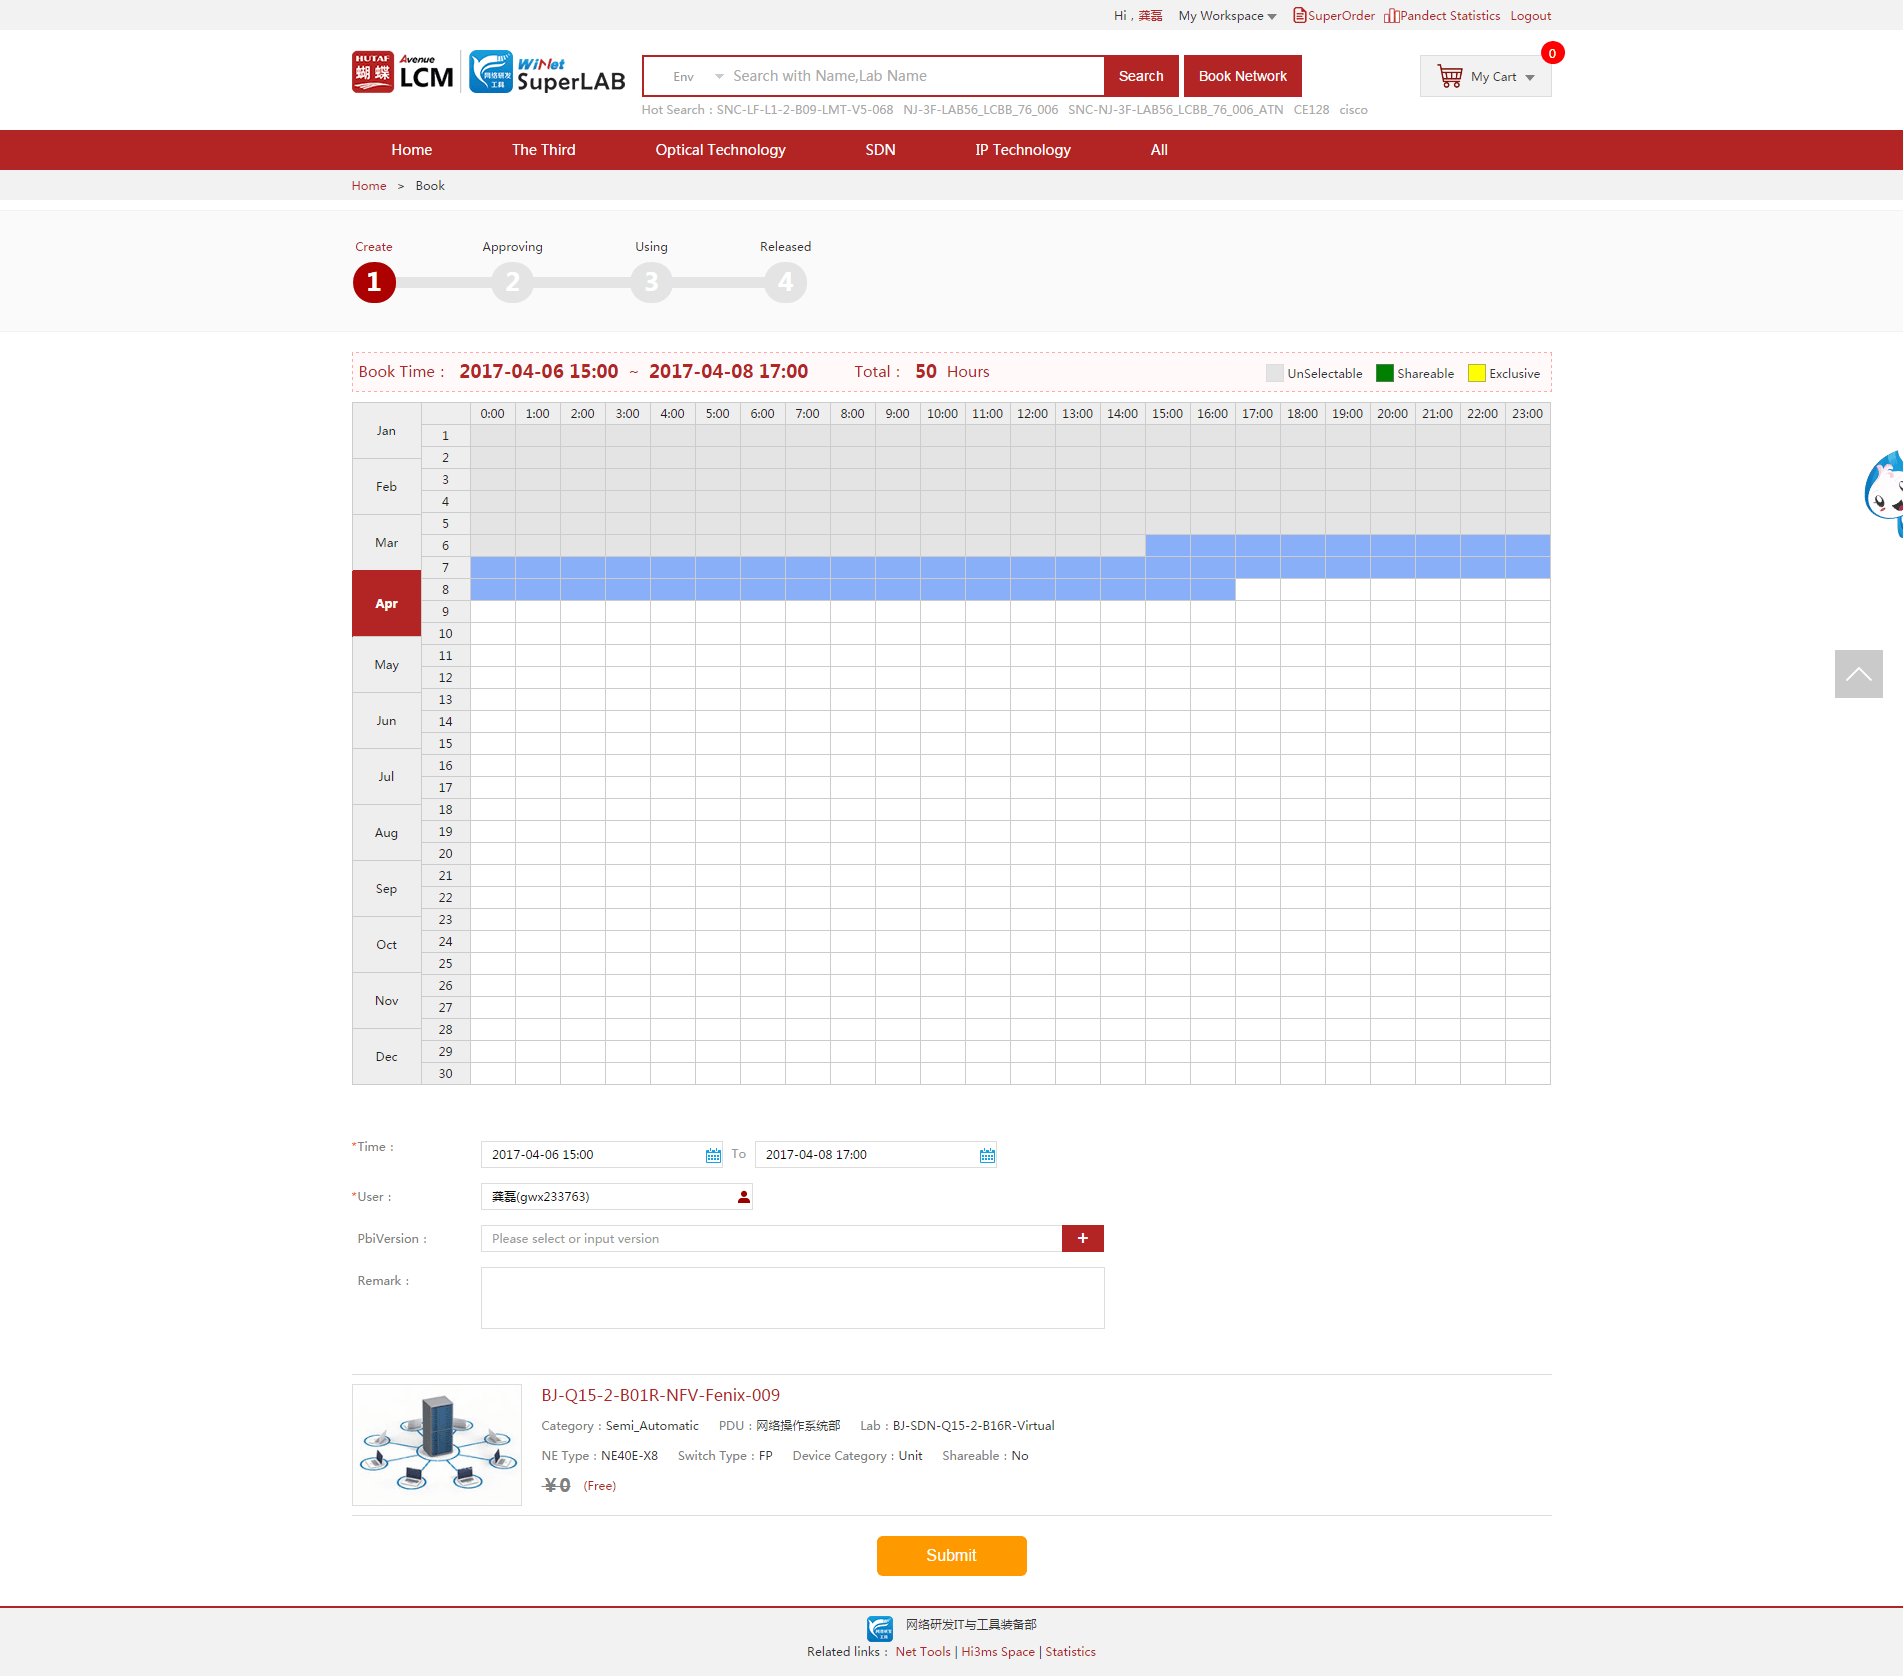 Hi , 龚磊 My Workspace SuperOrder Pandect Statistics Logout
HUTAF 蝴蝶 Avenue LCM 网络研发工具 WiNet SuperLAB
Env Search with Name,Lab Name Search Book Network My Cart 0
Hot Search : SNC-LF-L1-2-B09-LMT-V5-068 NJ-3F-LAB56_LCBB_76_006 SNC-NJ-3F-LAB56_LCBB_76_006_ATN CE128 cisco
Home The Third Optical Technology SDN IP Technology All
Home > Book
Create Approving Using Released
1 2 3 4
Book Time : 2017-04-06 15:00 ~ 2017-04-08 17:00 Total : 50 Hours UnSelectable Shareable Exclusive
0:00 1:00 2:00 3:00 4:00 5:00 6:00 7:00 8:00 9:00 10:00 11:00 12:00 13:00 14:00 15:00 16:00 17:00 18:00 19:00 20:00 21:00 22:00 23:00
Jan
Feb
Mar
Apr
May
Jun
Jul
Aug
Sep
Oct
Nov
Dec
1
2
3
4
5
6
7
8
9
10
11
12
13
14
15
16
17
18
19
20
21
22
23
24
25
26
27
28
29
30
*Time : 2017-04-06 15:00 To 2017-04-08 17:00
*User : 龚磊(gwx233763)
PbiVersion : Please select or input version +
Remark :
BJ-Q15-2-B01R-NFV-Fenix-009
Category : Semi_Automatic PDU : 网络操作系统部 Lab : BJ-SDN-Q15-2-B16R-Virtual
NE Type : NE40E-X8 Switch Type : FP Device Category : Unit Shareable : No
¥0 (Free)
Submit
网络研发IT与工具装备部
Related links : Net Tools | Hi3ms Space | Statistics